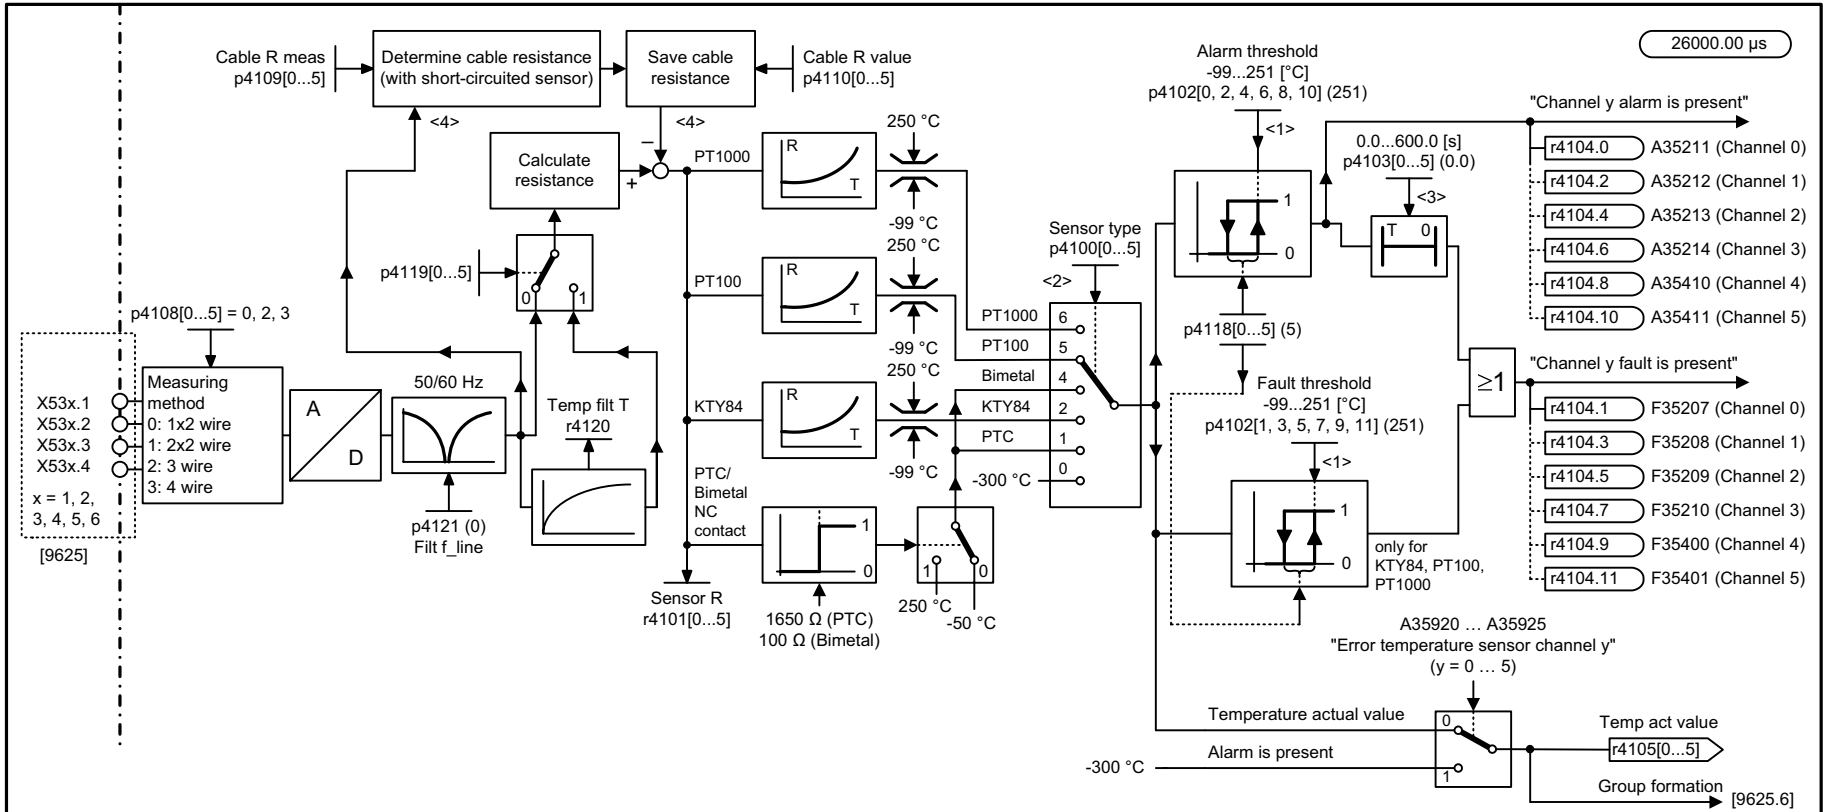 Cable R meas
p4109[0...5]
Determine cable resistance
(with short-circuited sensor)
Save cable
resistance
Cable R value
p4110[0...5]
<4>
<4>
Calculate
resistance
–
+
p4119[0...5]
0
1
p4108[0...5] = 0, 2, 3
X53x.1
X53x.2
X53x.3
X53x.4
x = 1, 2,
3, 4, 5, 6
[9625]
Measuring
method
0: 1x2 wire
1: 2x2 wire
2: 3 wire
3: 4 wire
A
D
50/60 Hz
p4121 (0)
Filt f_line
Temp filt T
r4120
PT1000
R
T
250 °C
-99 °C
PT100
R
T
250 °C
-99 °C
KTY84
R
T
250 °C
-99 °C
PTC/
Bimetal
NC
contact
1
0
1650 Ω (PTC)
100 Ω (Bimetal)
Sensor R
r4101[0...5]
1
0
250 °C
-50 °C
Sensor type
p4100[0...5]
<2>
PT1000
6
PT100
5
Bimetal
4
KTY84
2
PTC
1
-300 °C
0
Alarm threshold
-99...251 [°C]
p4102[0, 2, 4, 6, 8, 10] (251)
<1>
1
0
p4118[0...5] (5)
0.0...600.0 [s]
p4103[0...5] (0.0)
<3>
T
0
Fault threshold
-99...251 [°C]
p4102[1, 3, 5, 7, 9, 11] (251)
<1>
1
0
only for
KTY84, PT100,
PT1000
≥1
26000.00 µs
"Channel y alarm is present"
r4104.0 A35211 (Channel 0)
r4104.2 A35212 (Channel 1)
r4104.4 A35213 (Channel 2)
r4104.6 A35214 (Channel 3)
r4104.8 A35410 (Channel 4)
r4104.10 A35411 (Channel 5)
"Channel y fault is present"
r4104.1 F35207 (Channel 0)
r4104.3 F35208 (Channel 1)
r4104.5 F35209 (Channel 2)
r4104.7 F35210 (Channel 3)
r4104.9 F35400 (Channel 4)
r4104.11 F35401 (Channel 5)
A35920 … A35925
"Error temperature sensor channel y"
(y = 0 … 5)
Temperature actual value
0
Alarm is present
-300 °C
1
Temp act value
r4105[0...5]
Group formation
[9625.6]